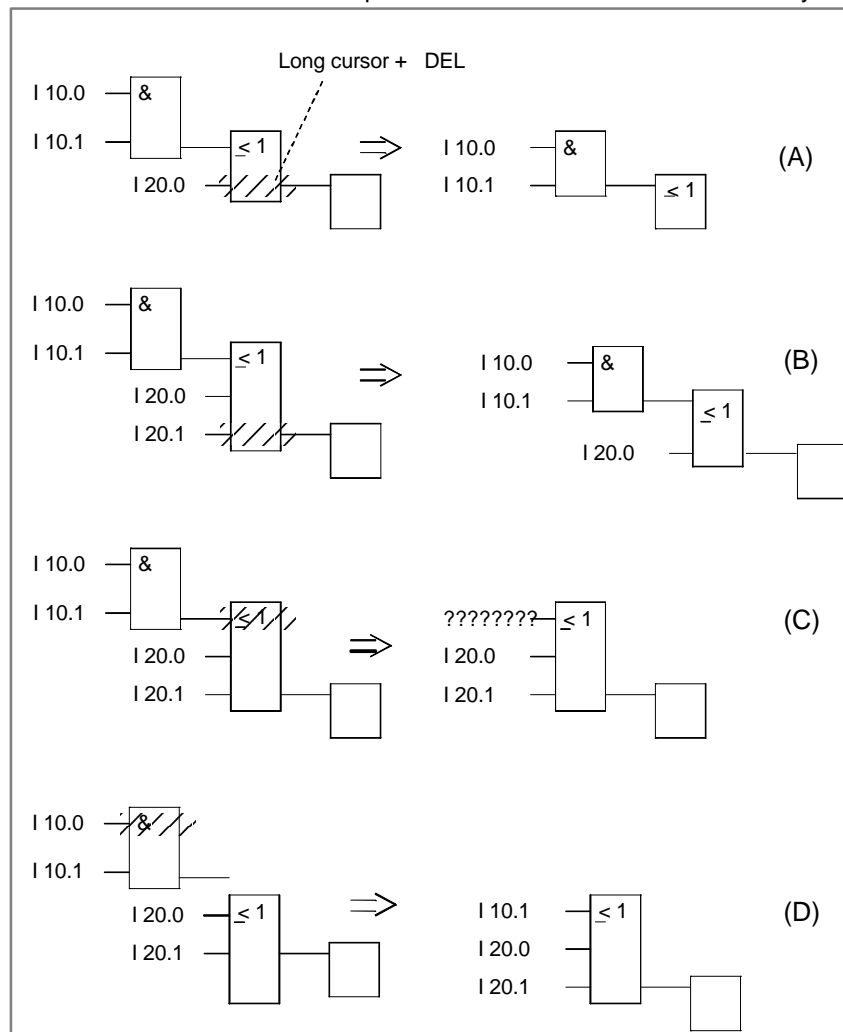 Long cursor + DEL
I 10.0
&
I 10.1
≤ 1
I 20.0
⇒
I 10.0
&
I 10.1
≤ 1
(A)
I 10.0
&
I 10.1
≤ 1
I 20.0
I 20.1
⇒
I 10.0
&
I 10.1
≤ 1
I 20.0
(B)
I 10.0
&
I 10.1
≤ 1
I 20.0
I 20.1
⇒
????????
≤ 1
I 20.0
I 20.1
(C)
I 10.0
&
I 10.1
I 20.0
≤ 1
I 20.1
⇒
I 10.1
≤ 1
I 20.0
I 20.1
(D)